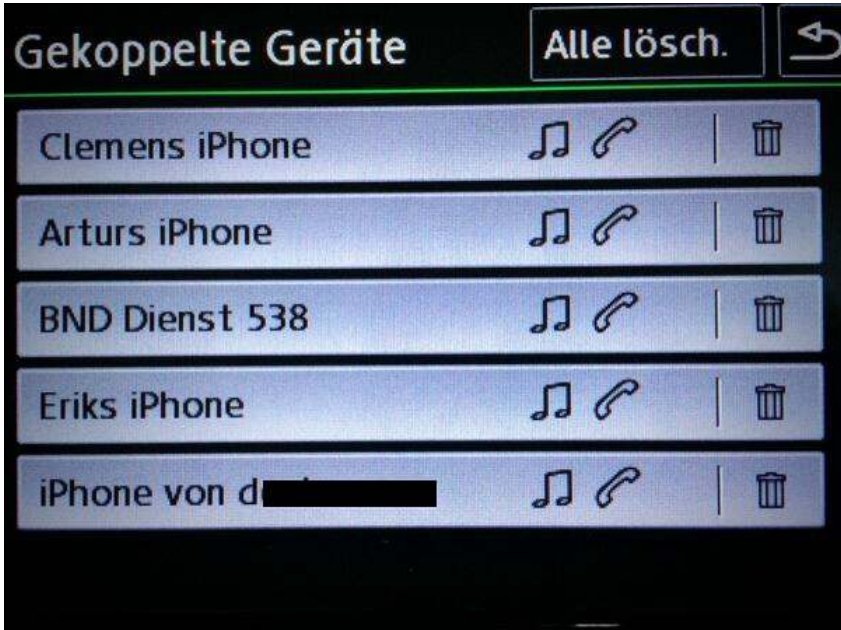 Gekoppelte Geräte
Alle lösch.
Clemens iPhone
Arturs iPhone
BND Dienst 538
Eriks iPhone
iPhone von